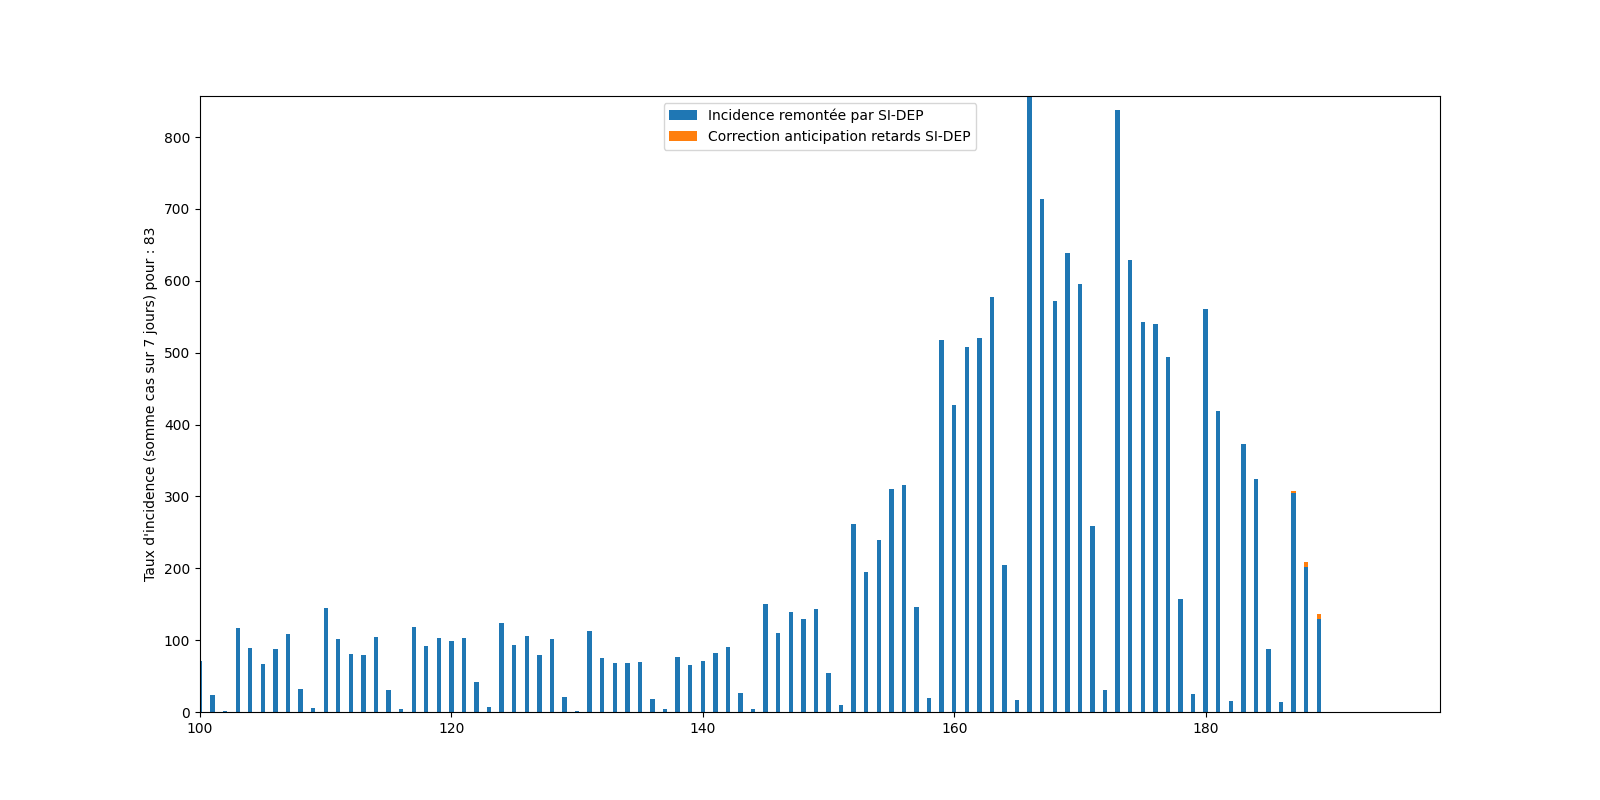 Incidence remontée par SI-DEP
Correction anticipation retards SI-DEP
Taux d'incidence (somme cas sur 7 jours) pour : 83
800
700
600
500
400
300
200
100
0
100 120 140 160 180